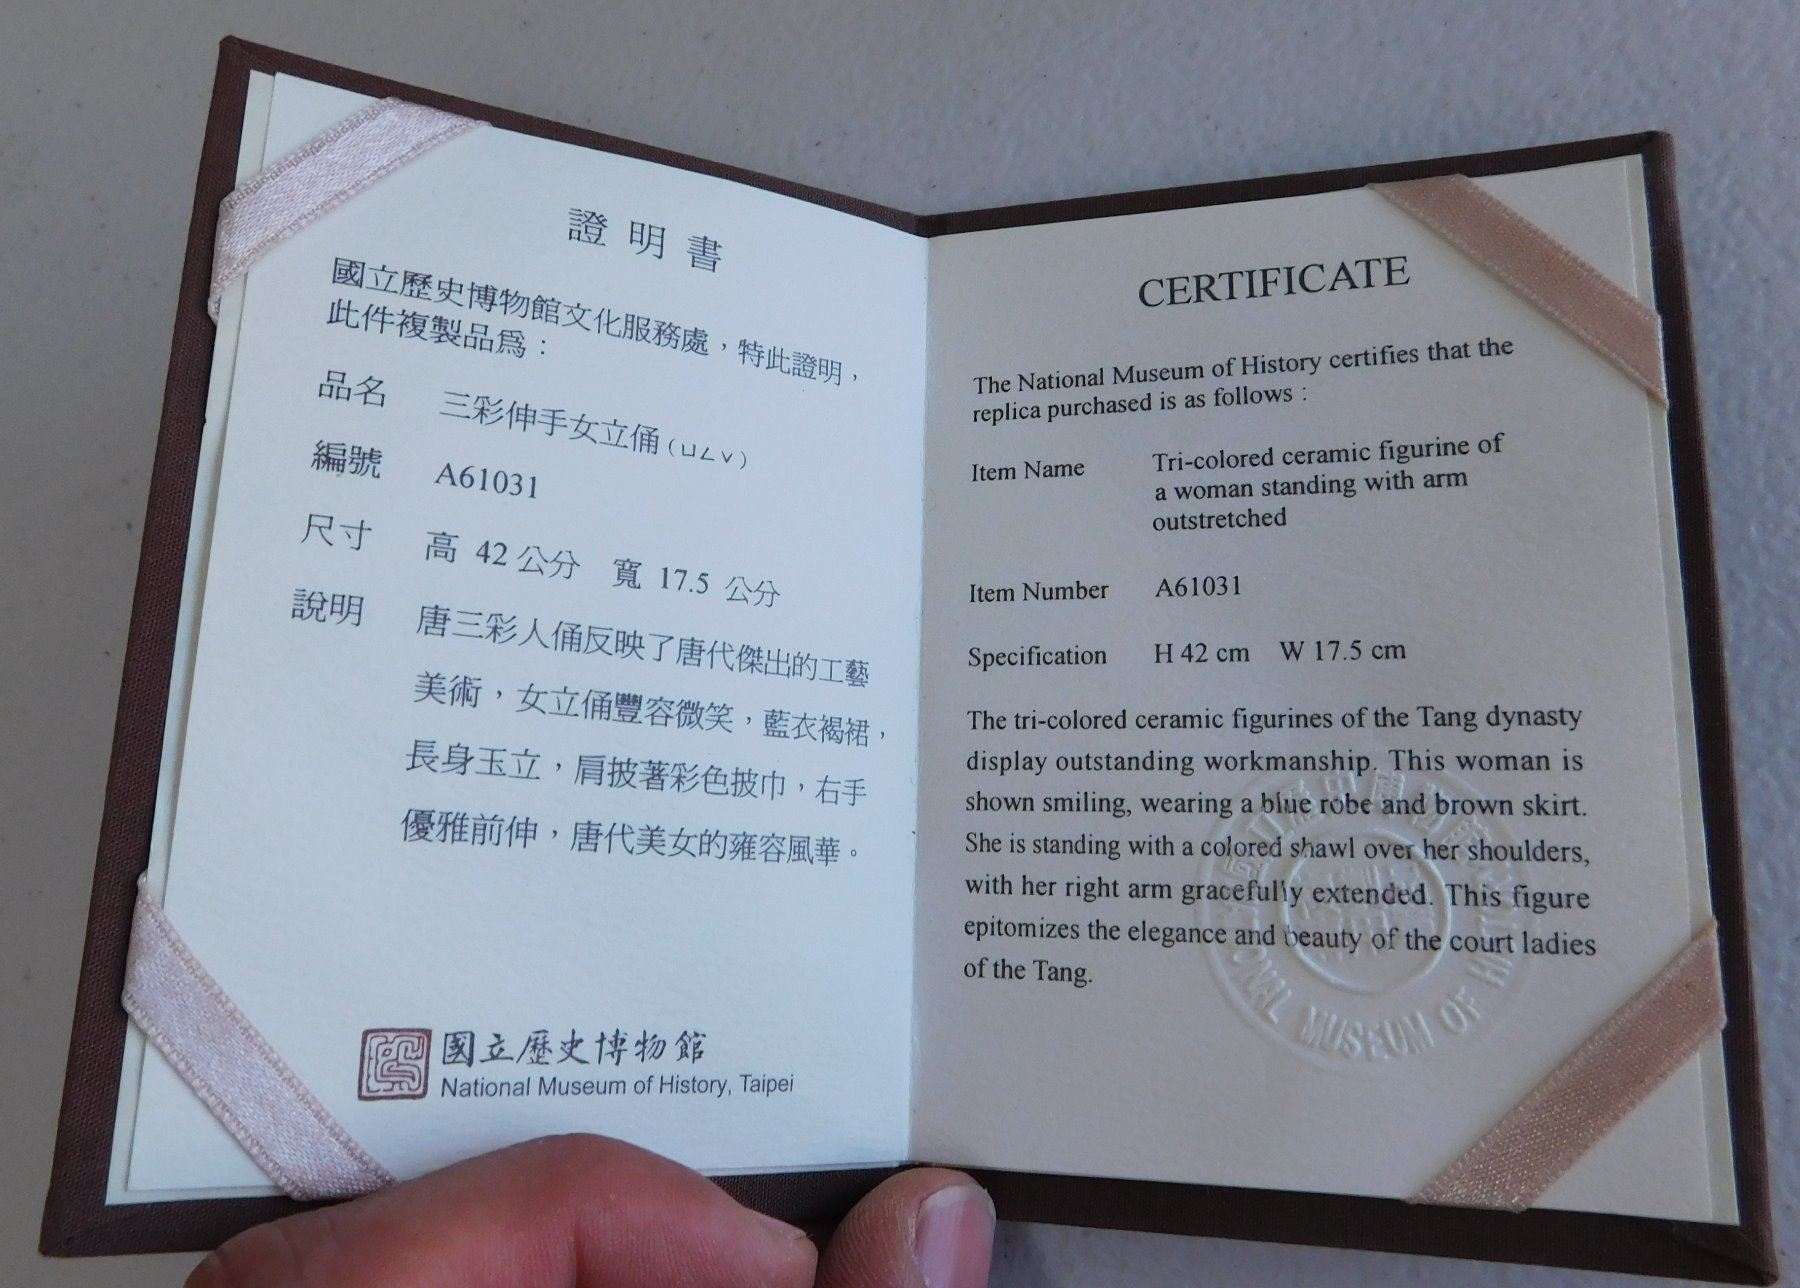 證明書
國立歷史博物館文化服務處，特此證明，
此件複製品為：
品名 三彩伸手女立俑(ㄩㄥˇ)
編號 A61031
尺寸 高 42 公分 寬 17.5 公分
說明 唐三彩人俑反映了唐代傑出的工藝
美術，女立俑豐容微笑，藍衣褐裙，
長身玉立，肩披著彩色披巾，右手
優雅前伸，唐代美女的雍容風華。
國立歷史博物館
National Museum of History, Taipei
CERTIFICATE
The National Museum of History certifies that the
replica purchased is as follows :
Item Name Tri-colored ceramic figurine of
a woman standing with arm
outstretched
Item Number A61031
Specification H 42 cm W 17.5 cm
The tri-colored ceramic figurines of the Tang dynasty
display outstanding workmanship. This woman is
shown smiling, wearing a blue robe and brown skirt.
She is standing with a colored shawl over her shoulders,
with her right arm gracefully extended. This figure
epitomizes the elegance and beauty of the court ladies
of the Tang.
NATIONAL MUSEUM OF HISTORY